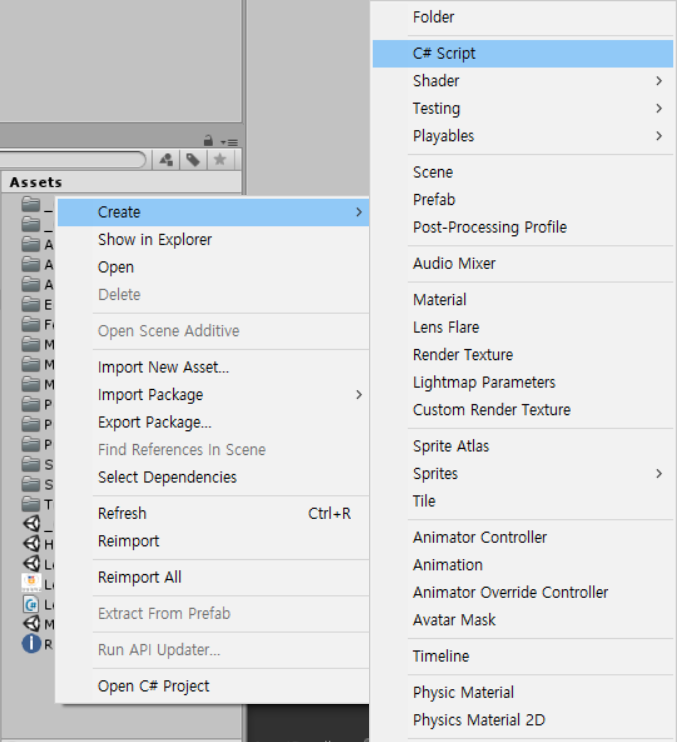 Assets
Create
Show in Explorer
Open
Delete
Open Scene Additive
Import New Asset...
Import Package
Export Package...
Find References In Scene
Select Dependencies
Refresh Ctrl+R
Reimport
Reimport All
Extract From Prefab
Run API Updater...
Open C# Project
Folder
C# Script
Shader
Testing
Playables
Scene
Prefab
Post-Processing Profile
Audio Mixer
Material
Lens Flare
Render Texture
Lightmap Parameters
Custom Render Texture
Sprite Atlas
Sprites
Tile
Animator Controller
Animation
Animator Override Controller
Avatar Mask
Timeline
Physic Material
Physics Material 2D